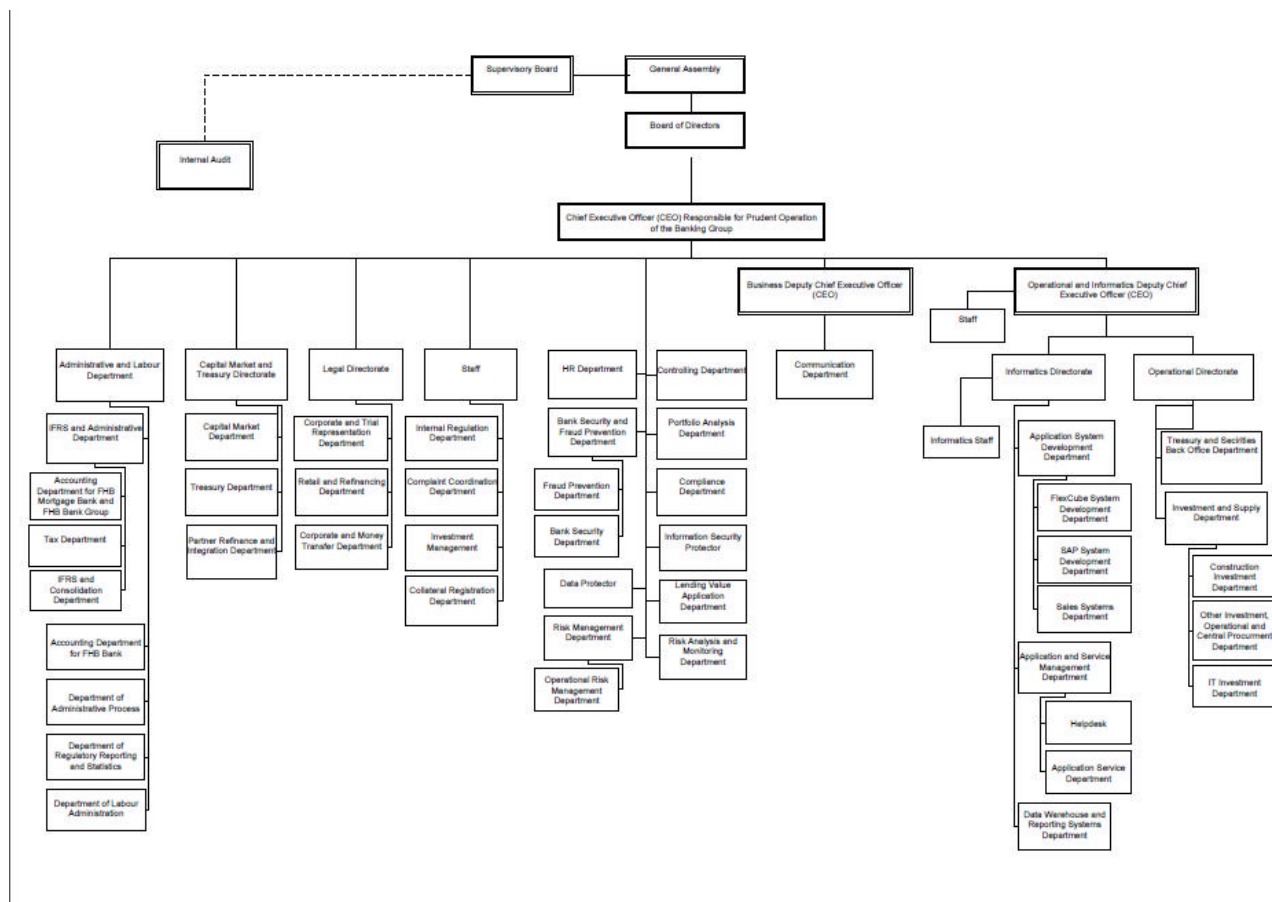 Supervisory Board
General Assembly
Board of Directors
Internal Audit
Chief Executive Officer (CEO) Responsible for Prudent Operation
of the Banking Group
Business Deputy Chief Executive Officer
(CEO)
Operational and Informatics Deputy Chief
Executive Officer (CEO)
Staff
Administrative and Labour
Department
Capital Market and
Treasury Directorate
Legal Directorate
Staff
HR Department
Controlling Department
Communication
Department
Informatics Directorate
Operational Directorate
IFRS and Administrative
Department
Accounting
Department for FHB
Mortgage Bank and
FHB Bank Group
Tax Department
IFRS and
Consolidation
Department
Accounting Department
for FHB Bank
Department of
Administrative Process
Department of
Regulatory Reporting
and Statistics
Department of Labour
Administration
Capital Market
Department
Treasury Department
Partner Refinance and
Integration Department
Corporate and Trial
Representation
Department
Retail and Refinancing
Department
Corporate and Money
Transfer Department
Internal Regulation
Department
Complaint Coordination
Department
Investment
Management
Collateral Registration
Department
Bank Security and
Fraud Prevention
Department
Fraud Prevention
Department
Bank Security
Department
Data Protector
Risk Management
Department
Operational Risk
Management
Department
Portfolio Analysis
Department
Compliance
Department
Information Security
Protector
Lending Value
Application
Department
Risk Analysis and
Monitoring
Department
Informatics Staff
Application System
Development
Department
FlexCube System
Development
Department
SAP System
Development
Department
Sales Systems
Department
Application and Service
Management
Department
Helpdesk
Application Service
Department
Data Warehouse and
Reporting Systems
Department
Treasury and Secirities
Back Office Department
Investment and Supply
Department
Construction
Investment
Department
Other Investment,
Operational and
Central Procurment
Department
IT Investment
Department